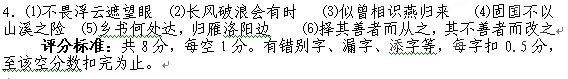 4．(1)不畏浮云遮望眼  (2)长风破浪会有时  (3)似曾相识燕归来  (4)固国不以
山溪之险  (5)乡书何处达，归雁洛阳边  (6)择其善者而从之，其不善者而改之
评分标准：共 8 分，每空 1 分。有错别字、漏字、添字等，每字扣 0.5 分，
至该空分数扣完为止。